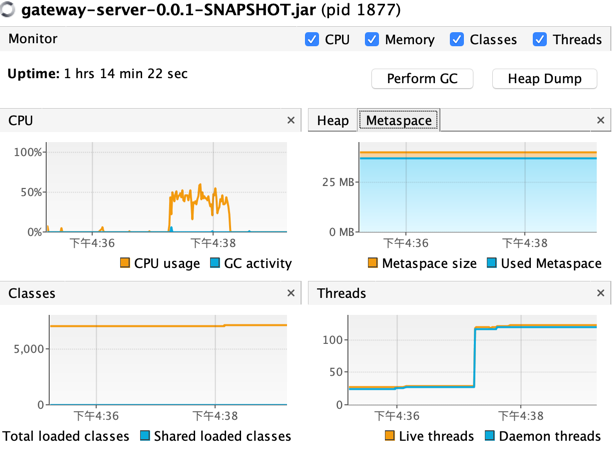 gateway-server-0.0.1-SNAPSHOT.jar (pid 1877)
Monitor CPU Memory Classes Threads
Uptime: 1 hrs 14 min 22 sec Perform GC Heap Dump
CPU × Heap Metaspace ×
100%
50%
0%
下午4:36 下午4:38
CPU usage GC activity
25 MB
0 MB
下午4:36 下午4:38
Metaspace size Used Metaspace
Classes × Threads ×
5,000
0
下午4:36 下午4:38
Total loaded classes Shared loaded classes
100
50
0
下午4:36 下午4:38
Live threads Daemon threads